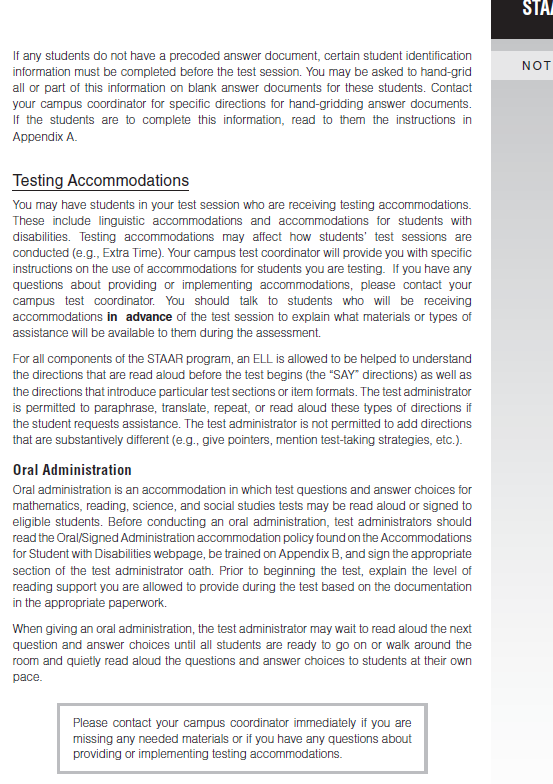 STA
NOT
If any students do not have a precoded answer document, certain student identification
information must be completed before the test session. You may be asked to hand-grid
all or part of this information on blank answer documents for these students. Contact
your campus coordinator for specific directions for hand-gridding answer documents.
If the students are to complete this information, read to them the instructions in
Appendix A.
Testing Accommodations
You may have students in your test session who are receiving testing accommodations.
These include linguistic accommodations and accommodations for students with
disabilities. Testing accommodations may affect how students’ test sessions are
conducted (e.g., Extra Time). Your campus test coordinator will provide you with specific
instructions on the use of accommodations for students you are testing. If you have any
questions about providing or implementing accommodations, please contact your
campus test coordinator. You should talk to students who will be receiving
accommodations in advance of the test session to explain what materials or types of
assistance will be available to them during the assessment.
For all components of the STAAR program, an ELL is allowed to be helped to understand
the directions that are read aloud before the test begins (the “SAY” directions) as well as
the directions that introduce particular test sections or item formats. The test administrator
is permitted to paraphrase, translate, repeat, or read aloud these types of directions if
the student requests assistance. The test administrator is not permitted to add directions
that are substantively different (e.g., give pointers, mention test-taking strategies, etc.).
Oral Administration
Oral administration is an accommodation in which test questions and answer choices for
mathematics, reading, science, and social studies tests may be read aloud or signed to
eligible students. Before conducting an oral administration, test administrators should
read the Oral/Signed Administration accommodation policy found on the Accommodations
for Student with Disabilities webpage, be trained on Appendix B, and sign the appropriate
section of the test administrator oath. Prior to beginning the test, explain the level of
reading support you are allowed to provide during the test based on the documentation
in the appropriate paperwork.
When giving an oral administration, the test administrator may wait to read aloud the next
question and answer choices until all students are ready to go on or walk around the
room and quietly read aloud the questions and answer choices to students at their own
pace.
Please contact your campus coordinator immediately if you are
missing any needed materials or if you have any questions about
providing or implementing testing accommodations.